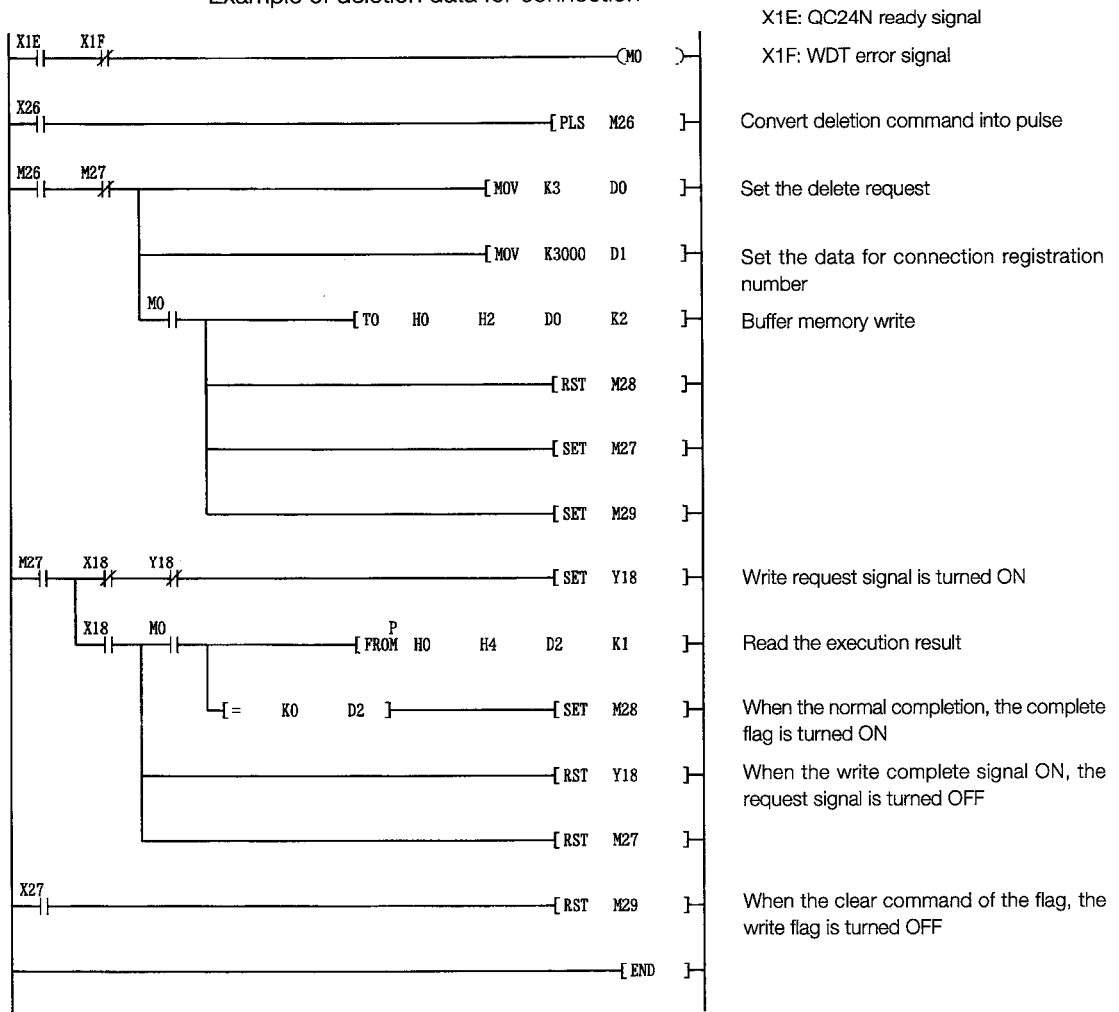 Example of deletion data for connection
X1E: QC24N ready signal
X1E X1F
(M0 )
X1F: WDT error signal
X26
[ PLS M26 ]
Convert deletion command into pulse
M26 M27
[ MOV K3 D0 ]
Set the delete request
[ MOV K3000 D1 ]
Set the data for connection registration
number
M0
[ TO H0 H2 D0 K2 ]
Buffer memory write
[ RST M28 ]
[ SET M27 ]
[ SET M29 ]
M27 X18 Y18
[ SET Y18 ]
Write request signal is turned ON
X18 M0
P
[ FROM H0 H4 D2 K1 ]
Read the execution result
[ = K0 D2 ]
[ SET M28 ]
When the normal completion, the complete
flag is turned ON
[ RST Y18 ]
When the write complete signal ON, the
request signal is turned OFF
[ RST M27 ]
X27
[ RST M29 ]
When the clear command of the flag, the
write flag is turned OFF
[ END ]